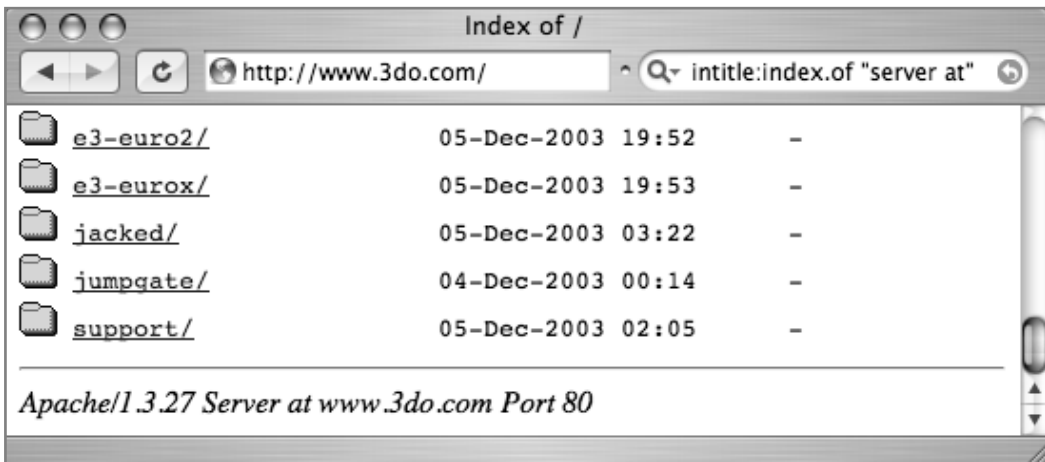 Index of /
http://www.3do.com/ intitle:index.of "server at"
e3-euro2/ 05-Dec-2003 19:52 -
e3-eurox/ 05-Dec-2003 19:53 -
jacked/ 05-Dec-2003 03:22 -
jumpgate/ 04-Dec-2003 00:14 -
support/ 05-Dec-2003 02:05 -
Apache/1.3.27 Server at www.3do.com Port 80